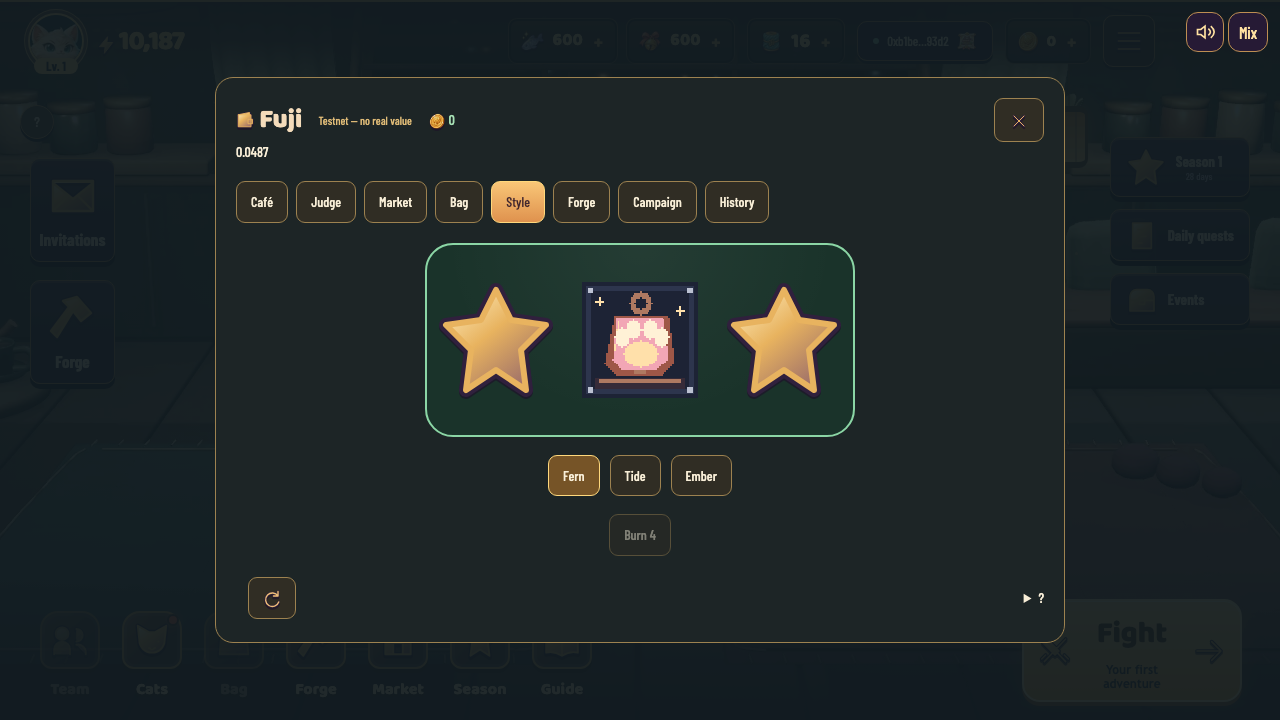 10,187
600 +
600 +
16 +
0xb1be...93d2
0 +
Mix
Lv. 1
Fuji
Testnet — no real value
0
0.0487
?
Café
Judge
Market
Bag
Style
Forge
Campaign
History
Invitations
Forge
Season 1
Daily quests
Events
Fern
Tide
Ember
Burn 4
?
Fight
Your first
adventure
Team
Cats
Bag
Forge
Market
Season
Guide